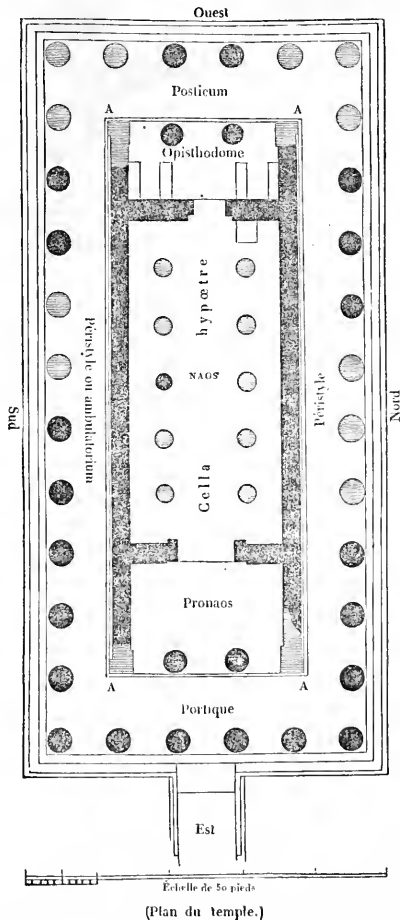 Ouest
Posticum
A
A
Opisthodome
Cella hypœtre
NAOS
Péristyle ou ambulatorium
Péristyle
Sud
Nord
Pronaos
A
A
Portique
Est
Échelle de 50 pieds
(Plan du temple.)